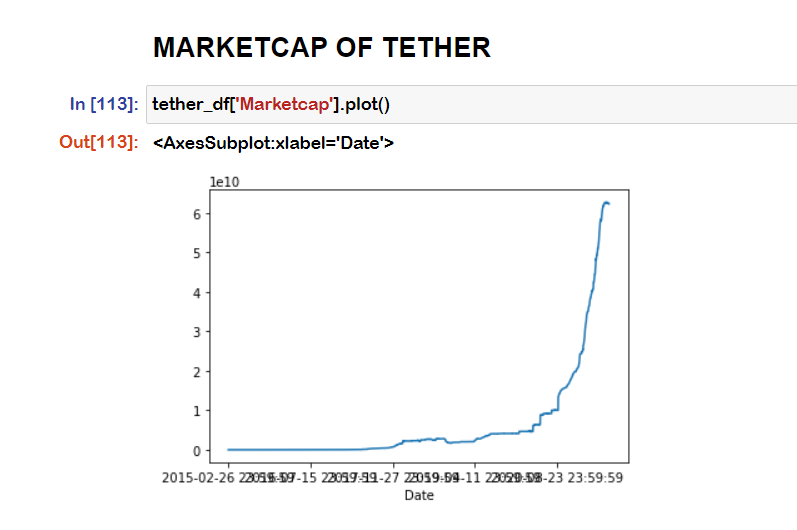 MARKETCAP OF TETHER
In [113]: tether_df['Marketcap'].plot()
Out[113]: <AxesSubplot:xlabel='Date'>
1e10
6
5
4
3
2
1
0
2015-02-26 23:59:59
Date